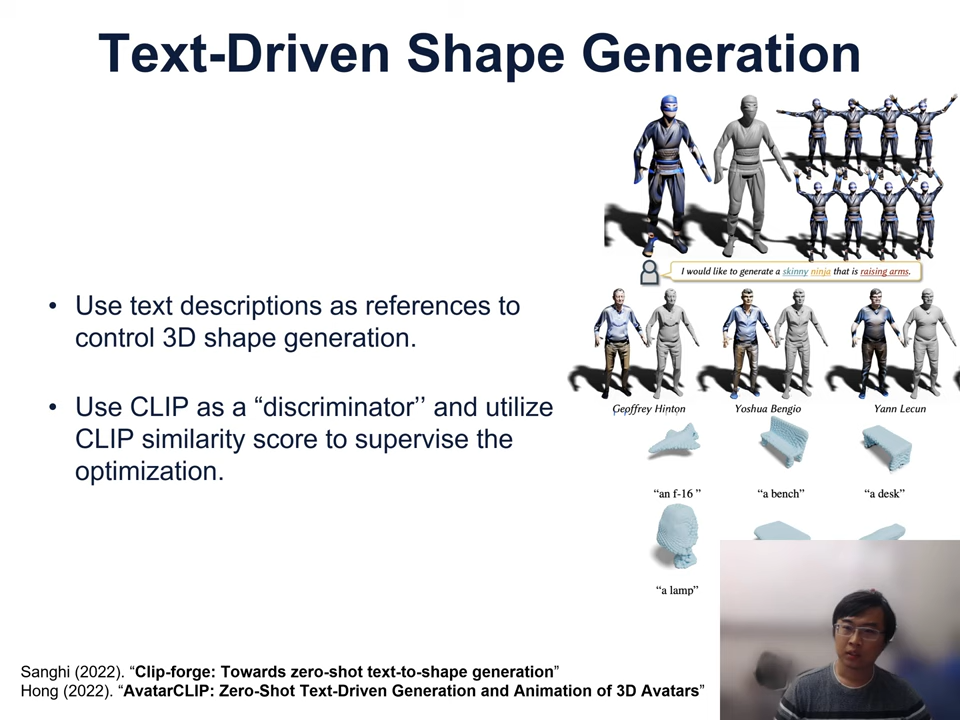 Text-Driven Shape Generation
I would like to generate a skinny ninja that is raising arms.
• Use text descriptions as references to
control 3D shape generation.
• Use CLIP as a “discriminator’’ and utilize
CLIP similarity score to supervise the
optimization.
Geoffrey Hinton
Yoshua Bengio
Yann Lecun
“an f-16 ”
“a bench”
“a desk”
“a lamp”
Sanghi (2022). “Clip-forge: Towards zero-shot text-to-shape generation”
Hong (2022). “AvatarCLIP: Zero-Shot Text-Driven Generation and Animation of 3D Avatars”